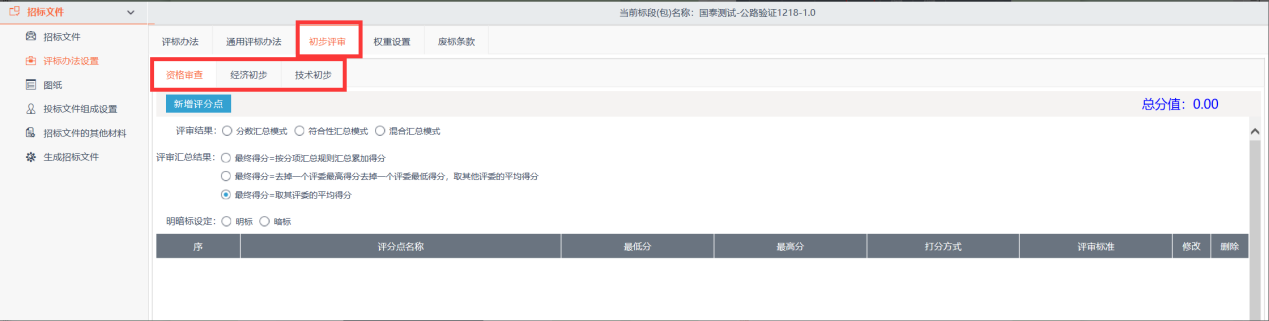 招标文件
当前标段(包)名称：国泰测试-公路验证1218-1.0
招标文件
评标办法设置
图纸
投标文件组成设置
招标文件的其他材料
生成招标文件
评标办法 通用评标办法 初步评审 权重设置 废标条款
资格审查 经济初步 技术初步
新增评分点 总分值：0.00
评审结果： 分数汇总模式 符合性汇总模式 混合汇总模式
评审汇总结果： 最终得分=按分项汇总规则汇总累加得分
最终得分=去掉一个评委最高得分去掉一个评委最低得分，取其他评委的平均得分
最终得分=取其评委的平均得分
明暗标设定： 明标 暗标
序 评分点名称 最低分 最高分 打分方式 评审标准 修改 删除